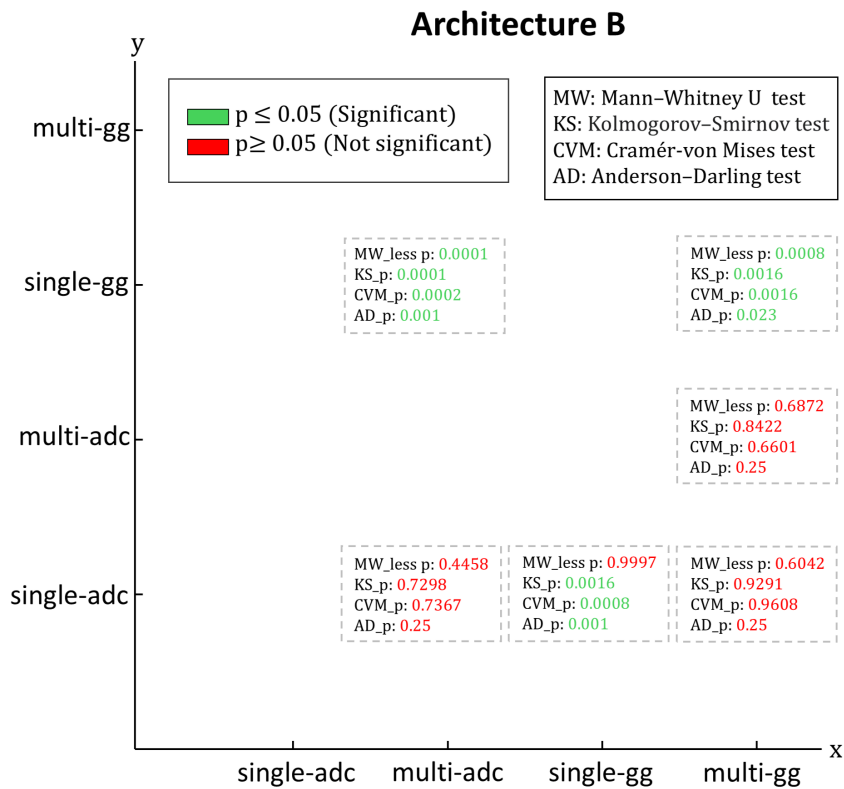 Architecture B
y
multi-gg
p ≤ 0.05 (Significant)
p≥ 0.05 (Not significant)
MW: Mann–Whitney U test
KS: Kolmogorov–Smirnov test
CVM: Cramér-von Mises test
AD: Anderson–Darling test
single-gg
MW_less p: 0.0001
KS_p: 0.0001
CVM_p: 0.0002
AD_p: 0.001
MW_less p: 0.0008
KS_p: 0.0016
CVM_p: 0.0016
AD_p: 0.023
multi-adc
MW_less p: 0.6872
KS_p: 0.8422
CVM_p: 0.6601
AD_p: 0.25
single-adc
MW_less p: 0.4458
KS_p: 0.7298
CVM_p: 0.7367
AD_p: 0.25
MW_less p: 0.9997
KS_p: 0.0016
CVM_p: 0.0008
AD_p: 0.001
MW_less p: 0.6042
KS_p: 0.9291
CVM_p: 0.9608
AD_p: 0.25
x
single-adc
multi-adc
single-gg
multi-gg